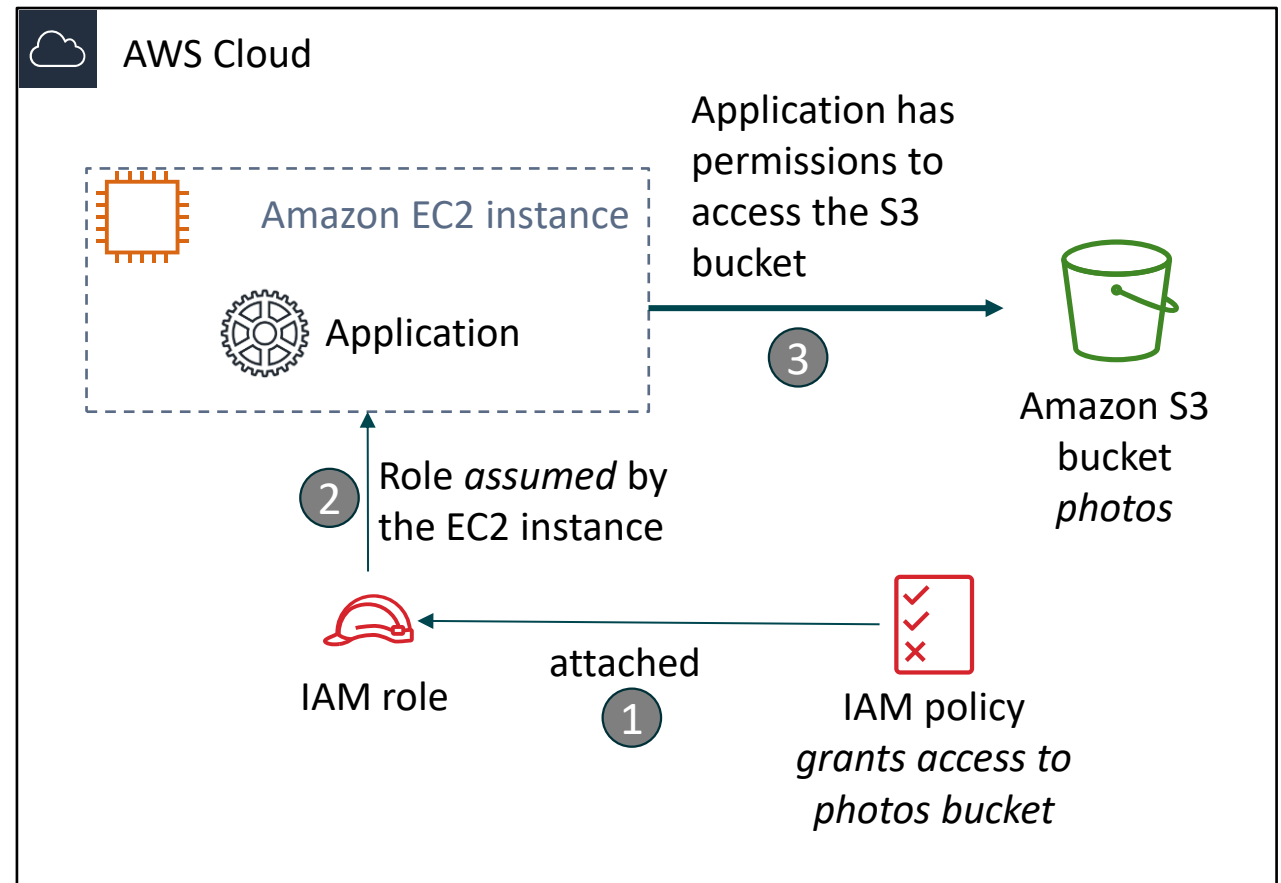 AWS Cloud
Application has
permissions to
access the S3
bucket
Amazon EC2 instance
Application
3
Amazon S3
bucket
photos
2
Role assumed by
the EC2 instance
attached
1
IAM role
IAM policy
grants access to
photos bucket